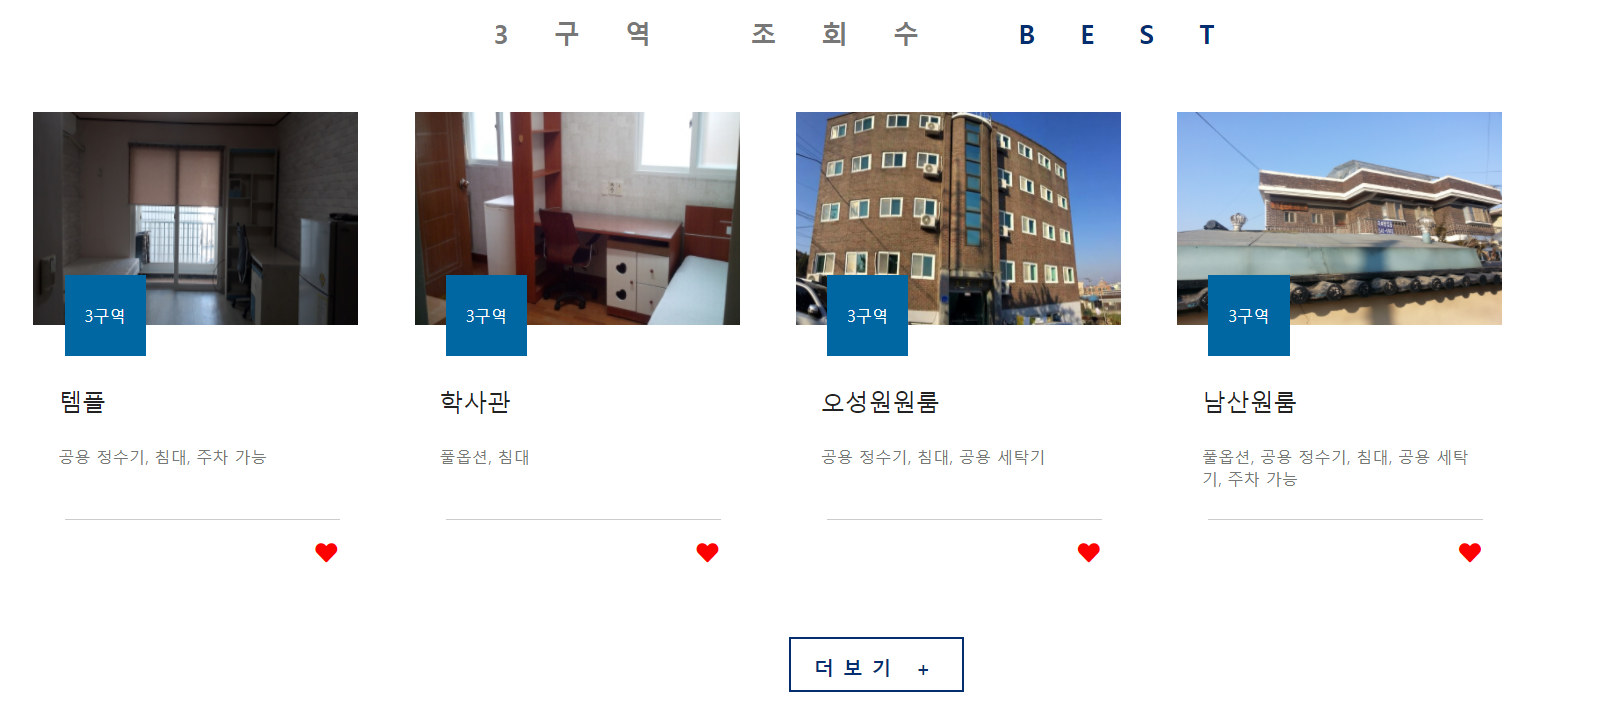 3구역 조회수 BEST
3구역
3구역
3구역
3구역
템플
학사관
오성원원룸
남산원룸
공용 정수기, 침대, 주차 가능
풀옵션, 침대
공용 정수기, 침대, 공용 세탁기
풀옵션, 공용 정수기, 침대, 공용 세탁
기, 주차 가능
더보기 +